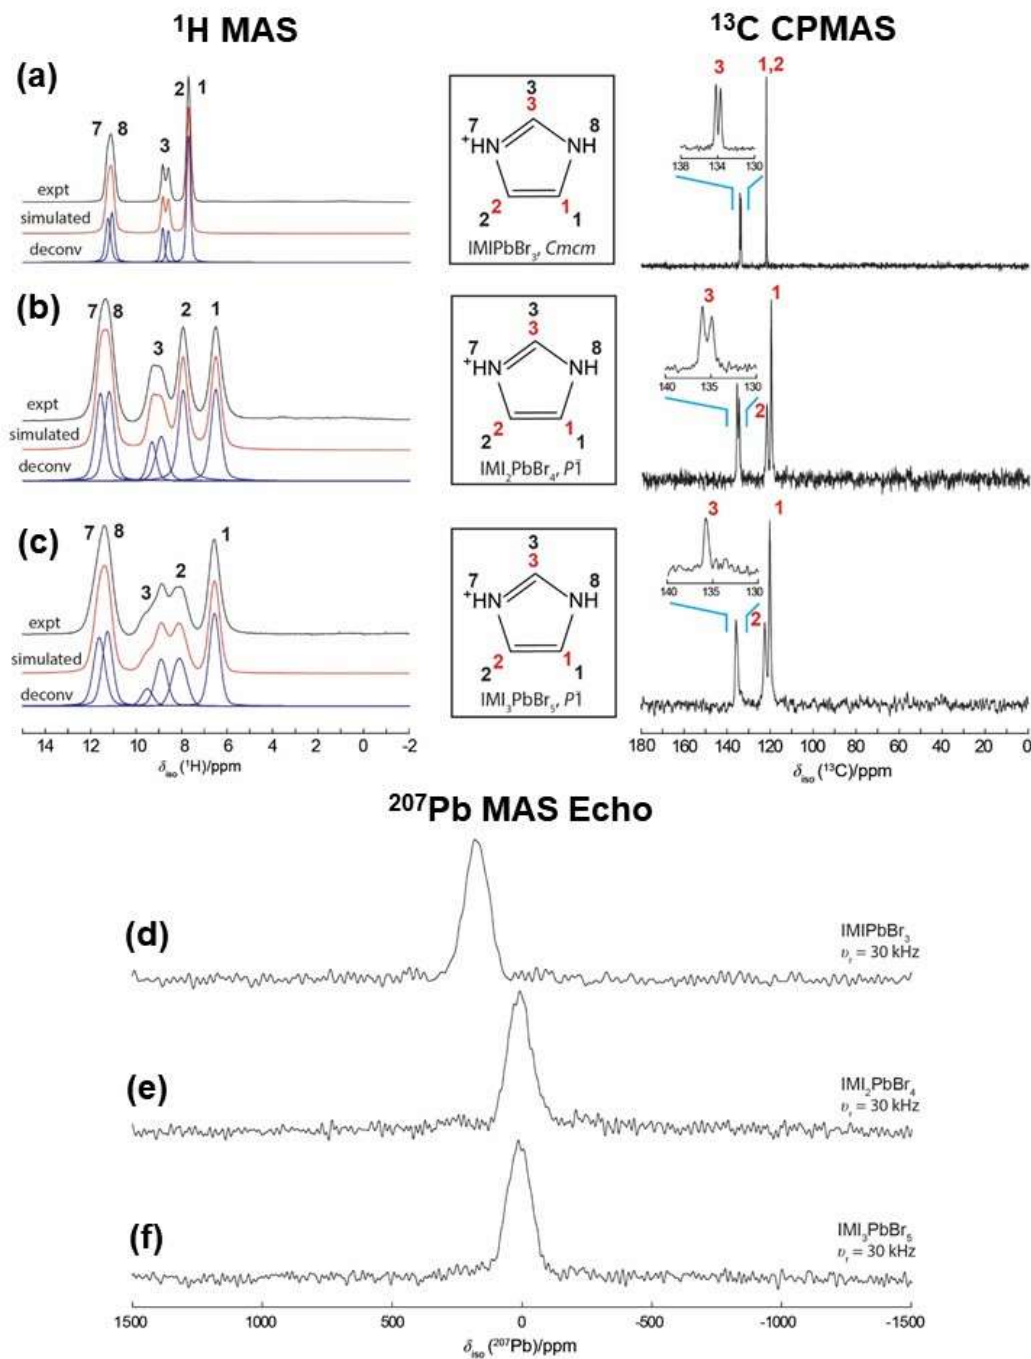 ¹H MAS
¹³C CPMAS
(a)
7 8
3
2 1
expt
simulated
deconv
3
3
7
⁺HN
NH
8
2 2
1 1
IMIPbBr₃, Cmcm
3
1,2
138 134 130
(b)
7 8
3
2
1
expt
simulated
deconv
3
3
7
⁺HN
NH
8
2 2
1 1
IMI₂PbBr₄, P1̄
3
1
2
140 135 130
(c)
7 8
3
2
1
expt
simulated
deconv
14 12 10 8 6 4 2 0 -2
δiso (¹H)/ppm
3
3
7
⁺HN
NH
8
2 2
1 1
IMI₃PbBr₅, P1̄
3
1
2
140 135 130
180 160 140 120 100 80 60 40 20 0
δiso (¹³C)/ppm
²⁰⁷Pb MAS Echo
(d)
IMIPbBr₃
υr = 30 kHz
(e)
IMI₂PbBr₄
υr = 30 kHz
(f)
IMI₃PbBr₅
υr = 30 kHz
1500 1000 500 0 -500 -1000 -1500
δiso (²⁰⁷Pb)/ppm